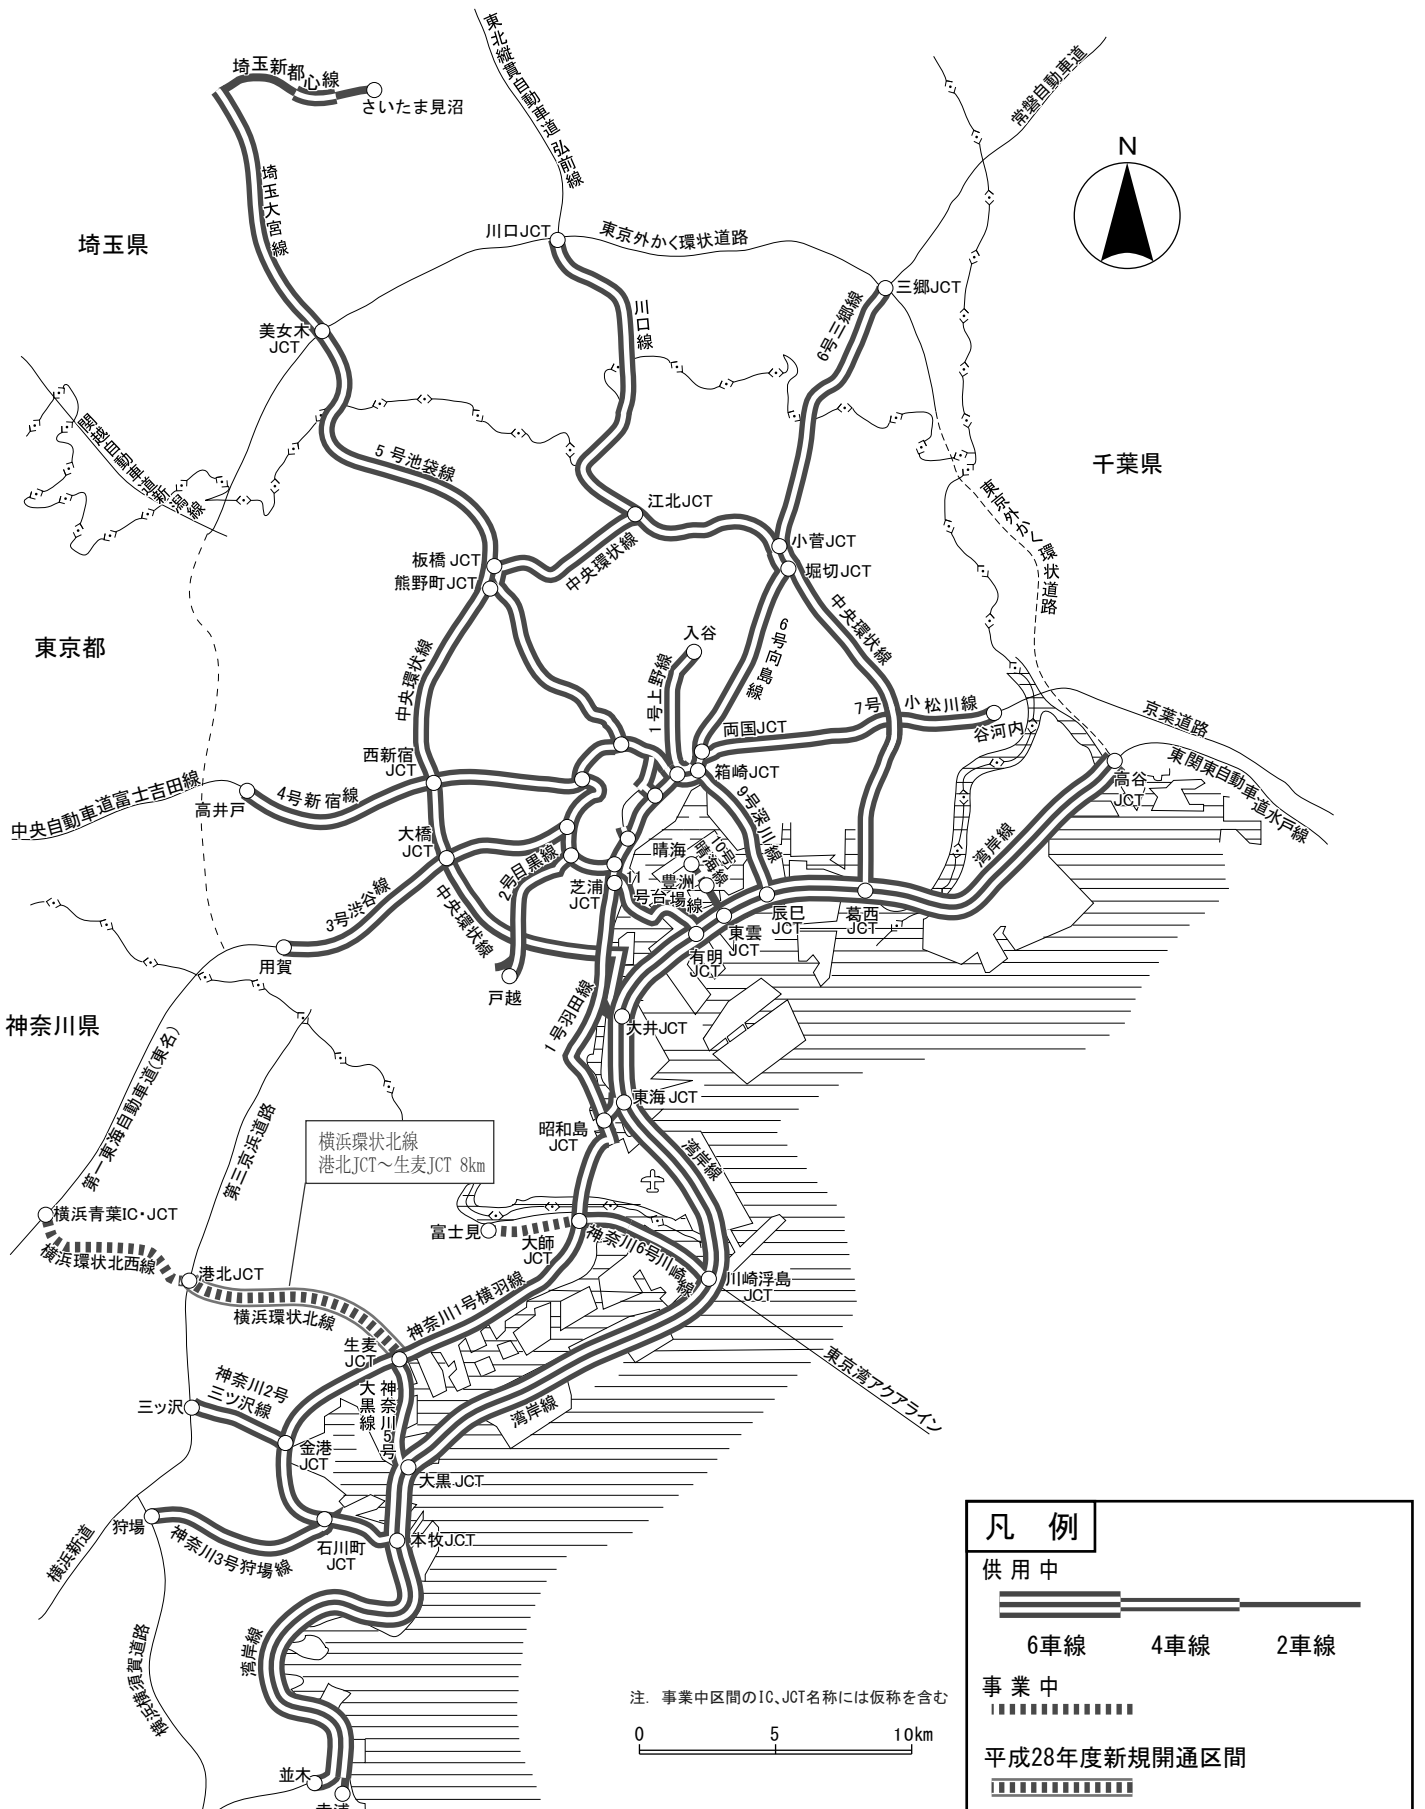 東北縦貫自動車道 弘前線
埼玉新都心線
さいたま見沼
常磐自動車道
N
埼玉大宮線
埼玉県
川口JCT
東京外かく環状道路
三郷JCT
川口線
6号三郷線
美女木
JCT
関越自動車道新潟線
5号池袋線
千葉県
東京外かく環状道路
江北JCT
小菅JCT
板橋JCT
熊野町JCT
中央環状線
堀切JCT
中央環状線
6号向島線
東京都
入谷
中央環状線
1号上野線
7号小松川線
谷河内
京葉道路
両国JCT
西新宿
JCT
箱崎JCT
高谷
JCT
東関東自動車道水戸線
中央自動車道富士吉田線
高井戸
4号新宿線
9号深川線
大橋
JCT
2号目黒線
晴海
10号
晴海線
豊洲
湾岸線
3号渋谷線
中央環状線
芝浦
JCT
11号台場線
辰巳
JCT
葛西
JCT
東雲
JCT
有明
JCT
用賀
戸越
神奈川県
1号羽田線
大井JCT
第一東海自動車道(東名)
第三京浜道路
東海JCT
昭和島
JCT
横浜環状北線
港北JCT～生麦JCT 8km
湾岸線
横浜青葉IC・JCT
富士見
大師
JCT
神奈川6号川崎線
横浜環状北西線
港北JCT
川崎浮島
JCT
横浜環状北線
神奈川1号横羽線
生麦
JCT
東京湾アクアライン
神奈川2号
三ツ沢線
神奈川5号
大黒線
三ッ沢
湾岸線
金港
JCT
大黒JCT
狩場
神奈川3号狩場線
石川町
JCT
本牧JCT
横浜新道
凡 例
供用中
6車線
4車線
2車線
湾岸線
横浜横須賀道路
事業中
注. 事業中区間のIC、JCT名称には仮称を含む
0
5
10km
平成28年度新規開通区間
並木